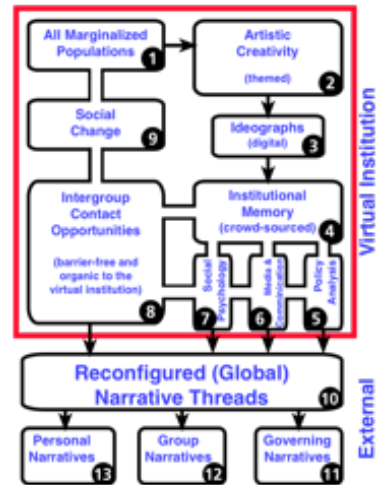 All Marginalized
Populations
1
Artistic
Creativity
(themed)
2
Social
Change
9
Ideographs
(digital)
3
Intergroup
Contact
Opportunities
(barrier-free and
organic to the
virtual institution)
8
Institutional
Memory
(crowd-sourced)
4
Social
Psychology
7
Media &
Communication
6
Policy
Analysis
5
Virtual Institution
Reconfigured (Global)
Narrative Threads
10
External
Personal
Narratives
13
Group
Narratives
12
Governing
Narratives
11